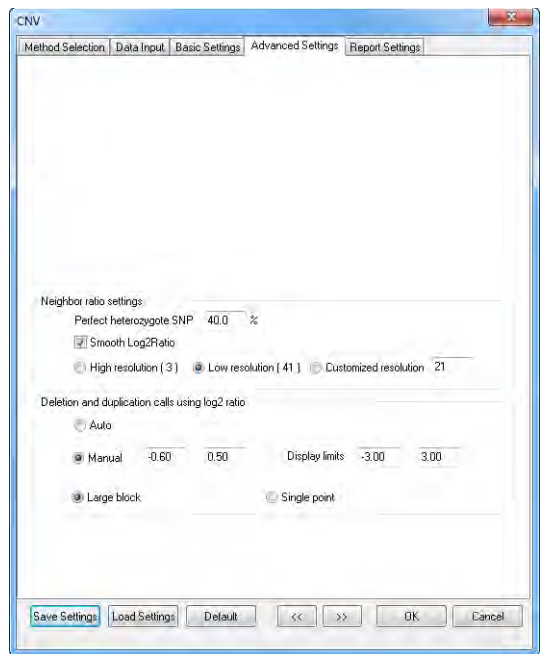 CNV
Method Selection Data Input Basic Settings Advanced Settings Report Settings
Neighbor ratio settings
Perfect heterozygote SNP 40.0 %
Smooth Log2Ratio
High resolution ( 3 ) Low resolution ( 41 ) Customized resolution 21
Deletion and duplication calls using log2 ratio
Auto
Manual -0.60 0.50 Display limits -3.00 3.00
Large block Single point
Save Settings Load Settings Default << >> OK Cancel